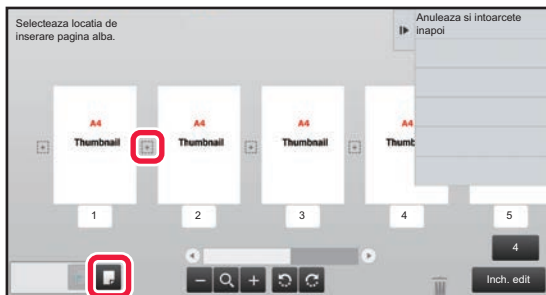 Selecteaza locatia de
inserare pagina alba.
Anuleaza si intoarcete
inapoi
A4
Thumbnail
A4
Thumbnail
A4
Thumbnail
A4
Thumb
1
2
3
4
5
4
Inch. edit